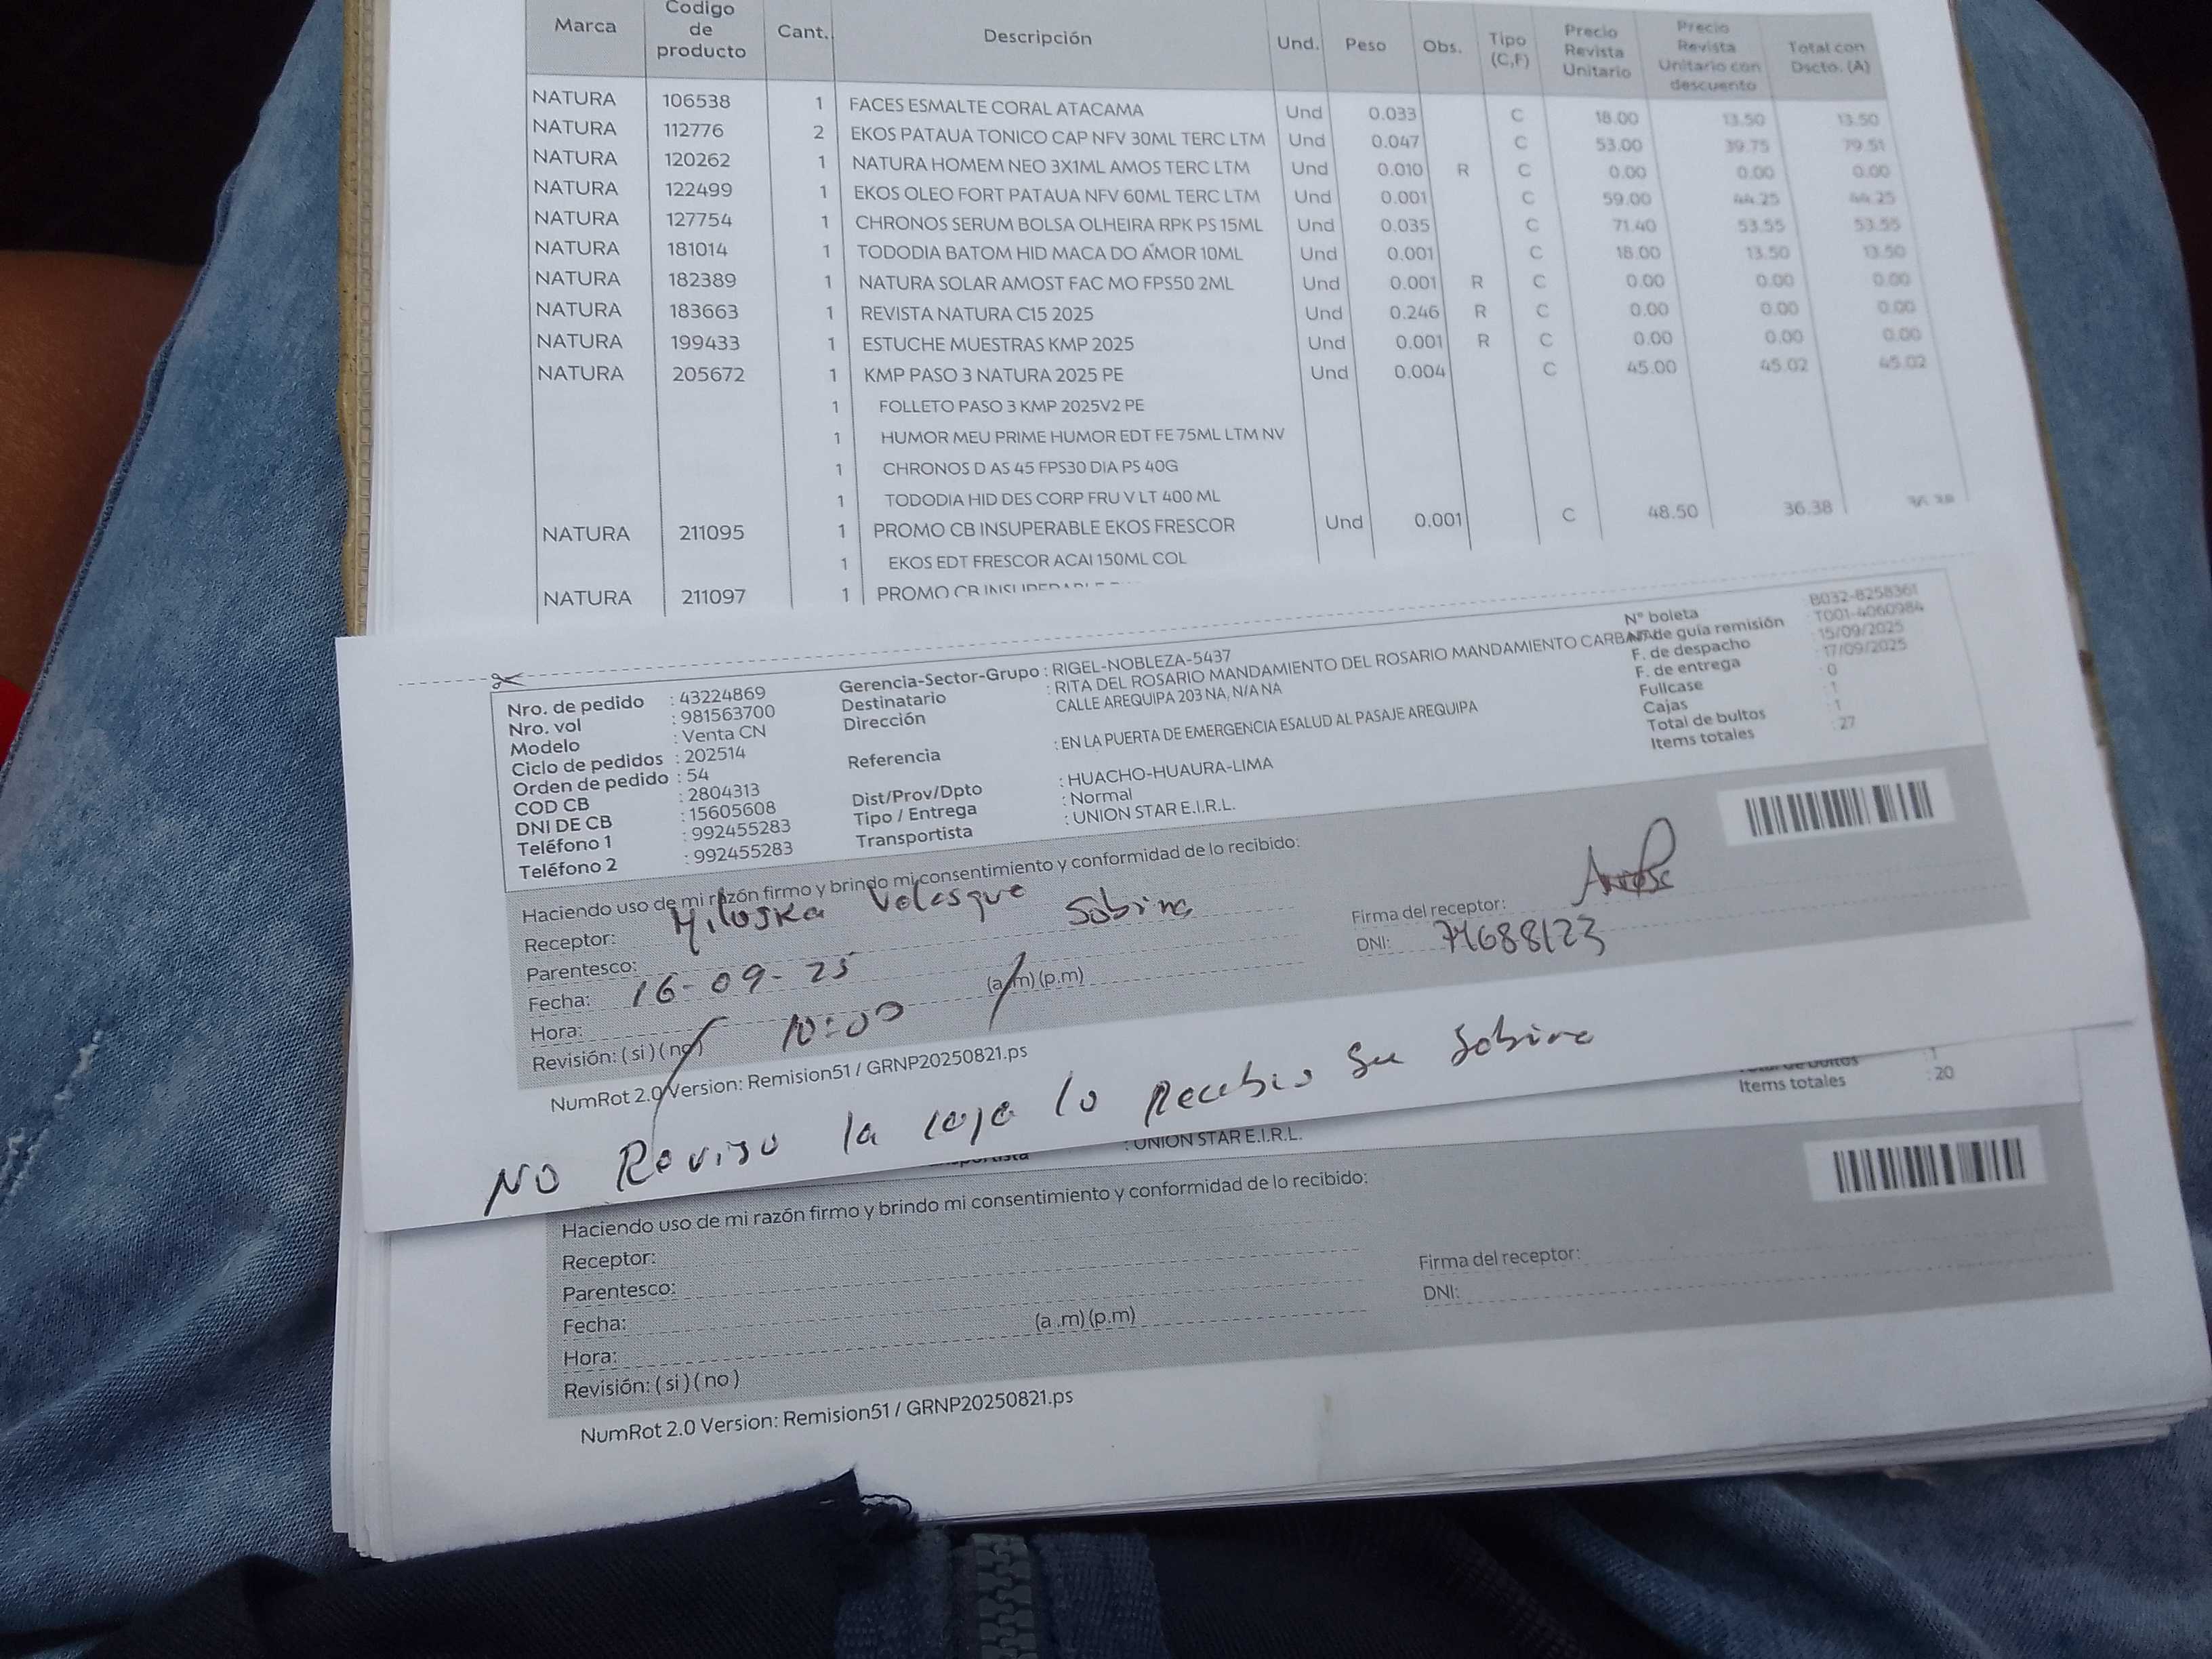 Marca Codigo de producto Cant. Descripción Und. Peso Obs. Tipo (C,F) Precio Revista Unitario Precio Revista Unitario con descuento Total con Dscto. (A)
NATURA 106538 1 FACES ESMALTE CORAL ATACAMA Und 0.033 C 18.00 13.50 13.50
NATURA 112776 2 EKOS PATAUA TONICO CAP NFV 30ML TERC LTM Und 0.047 C 53.00 39.75 79.51
NATURA 120262 1 NATURA HOMEM NEO 3X1ML AMOS TERC LTM Und 0.010 R C 0.00 0.00 0.00
NATURA 122499 1 EKOS OLEO FORT PATAUA NFV 60ML TERC LTM Und 0.001 C 59.00 44.25 44.25
NATURA 127754 1 CHRONOS SERUM BOLSA OLHEIRA RPK PS 15ML Und 0.035 C 71.40 53.55 53.55
NATURA 181014 1 TODODIA BATOM HID MACA DO AMOR 10ML Und 0.001 C 18.00 13.50 13.50
NATURA 182389 1 NATURA SOLAR AMOST FAC MO FPS50 2ML Und 0.001 R C 0.00 0.00 0.00
NATURA 183663 1 REVISTA NATURA C15 2025 Und 0.246 R C 0.00 0.00 0.00
NATURA 199433 1 ESTUCHE MUESTRAS KMP 2025 Und 0.001 R C 0.00 0.00 0.00
NATURA 205672 1 KMP PASO 3 NATURA 2025 PE Und 0.004 C 45.00 45.02 45.02
1 FOLLETO PASO 3 KMP 2025V2 PE
1 HUMOR MEU PRIME HUMOR EDT FE 75ML LTM NV
1 CHRONOS D AS 45 FPS30 DIA PS 40G
1 TODODIA HID DES CORP FRU V LT 400 ML
NATURA 211095 1 PROMO CB INSUPERABLE EKOS FRESCOR Und 0.001 C 48.50 36.38 36.38
1 EKOS EDT FRESCOR ACAI 150ML COL
NATURA 211097 1 PROMO CB INSUPERABLE
Nro. de pedido : 43224869
Nro. vol : 981563700
Modelo : Venta CN
Ciclo de pedidos : 202514
Orden de pedido : 54
COD CB : 2804313
DNI DE CB : 15605608
Teléfono 1 : 992455283
Teléfono 2 : 992455283
Gerencia-Sector-Grupo : RIGEL-NOBLEZA-5437
Destinatario : RITA DEL ROSARIO MANDAMIENTO DEL ROSARIO MANDAMIENTO
Dirección CALLE AREQUIPA 203 NA, N/A NA
Referencia : EN LA PUERTA DE EMERGENCIA ESALUD AL PASAJE AREQUIPA
Dist/Prov/Dpto : HUACHO-HUAURA-LIMA
Tipo / Entrega : Normal
Transportista : UNION STAR E.I.R.L.
N° boleta B032-8258361
N° de guía remisión : T001-4060984
F. de despacho : 15/09/2025
F. de entrega : 17/09/2025
Fullcase : 0
Cajas : 1
Total de bultos : 1
Items totales : 27
Haciendo uso de mi razón firmo y brindo mi consentimiento y conformidad de lo recibido:
Receptor: Miluska Velasque
Parentesco: Sobrina
Fecha: 16-09-25
Hora: 10:00 (a.m) (p.m)
Revisión: ( si ) ( no )
Firma del receptor:
DNI: 74688123
NumRot 2.0 Version: Remision51 / GRNP20250821.ps
NO Reviso la caja lo Recibio su sobrina
Items totales : 20
: UNION STAR E.I.R.L.
Haciendo uso de mi razón firmo y brindo mi consentimiento y conformidad de lo recibido:
Receptor:
Parentesco:
Fecha:
Hora: (a .m) (p.m)
Revisión: ( si ) ( no )
Firma del receptor:
DNI:
NumRot 2.0 Version: Remision51 / GRNP20250821.ps